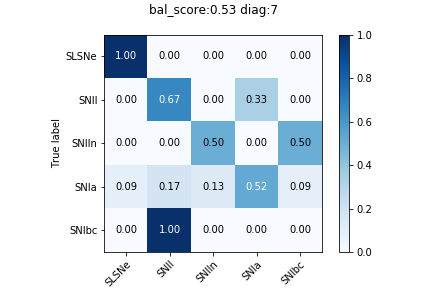 bal_score:0.53 diag:7
SLSNe 1.00 0.00 0.00 0.00 0.00
SNII 0.00 0.67 0.00 0.33 0.00
SNIIn 0.00 0.00 0.50 0.00 0.50
SNIa 0.09 0.17 0.13 0.52 0.09
SNIbc 0.00 1.00 0.00 0.00 0.00
True label
SLSNe SNII SNIIn SNIa SNIbc
1.0
0.8
0.6
0.4
0.2
0.0